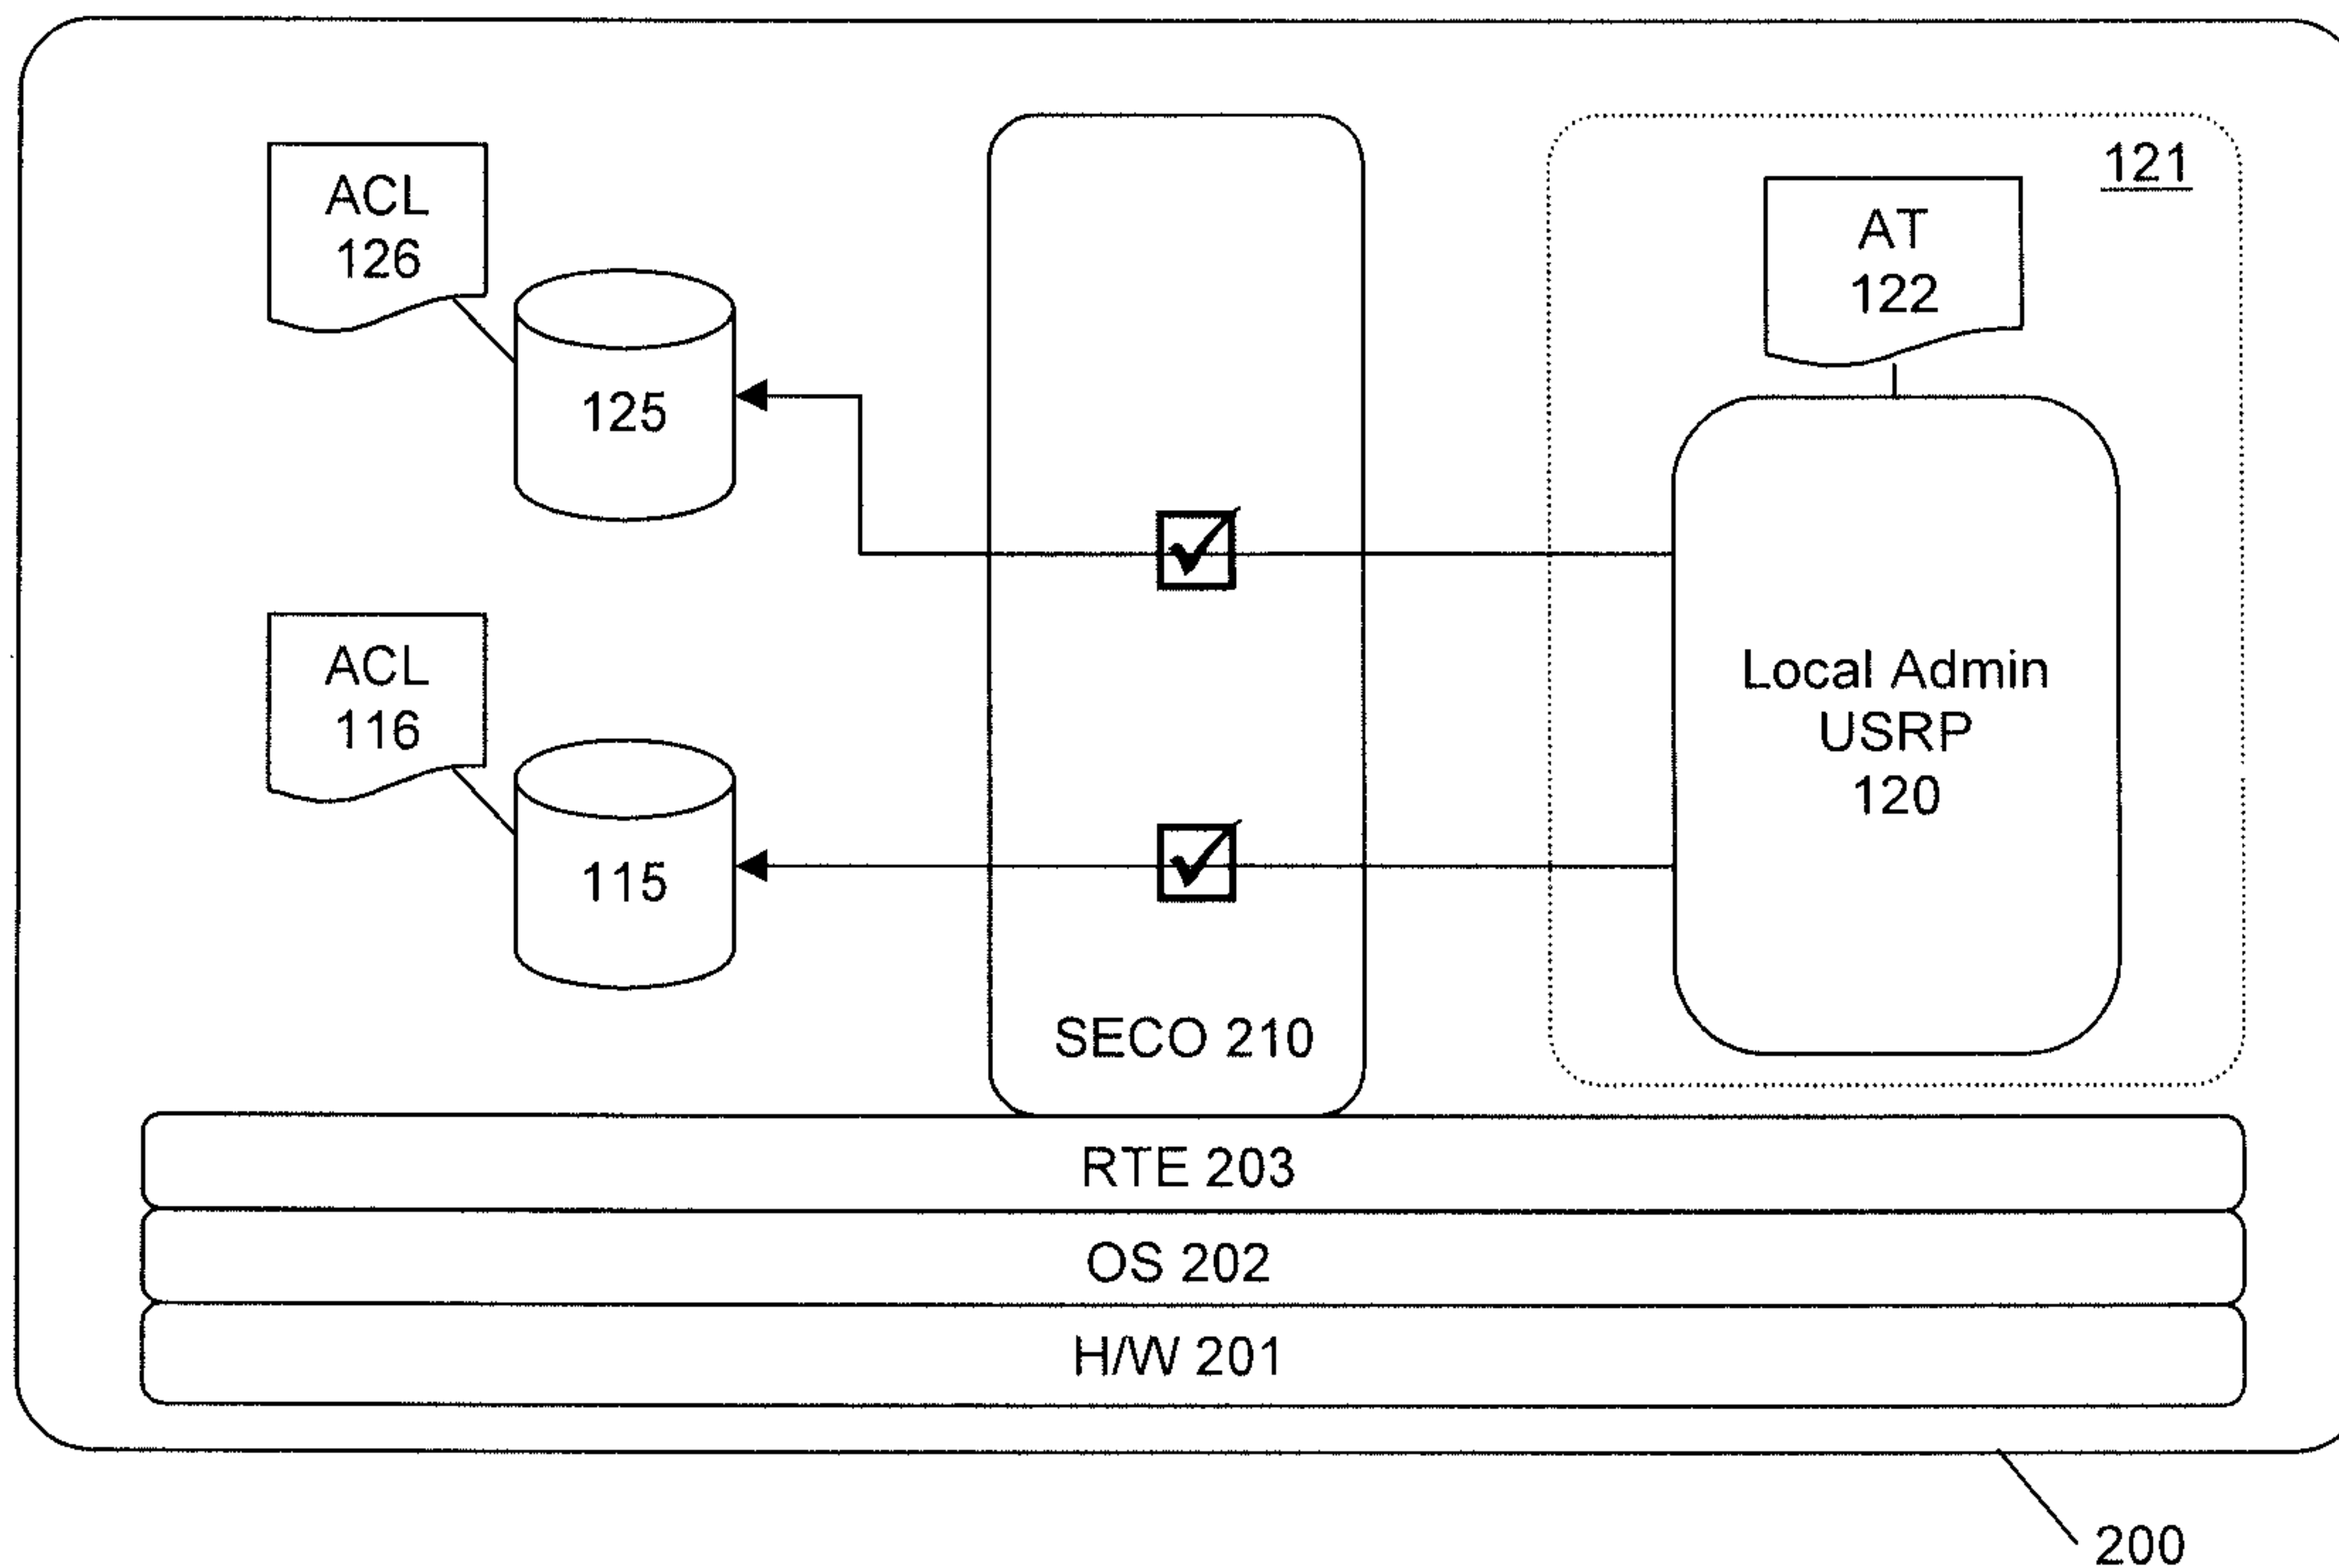 121
ACL
126
AT
122
125
ACL
116
Local Admin
USRP
120
115
SECO 210
RTE 203
OS 202
H/W 201
200